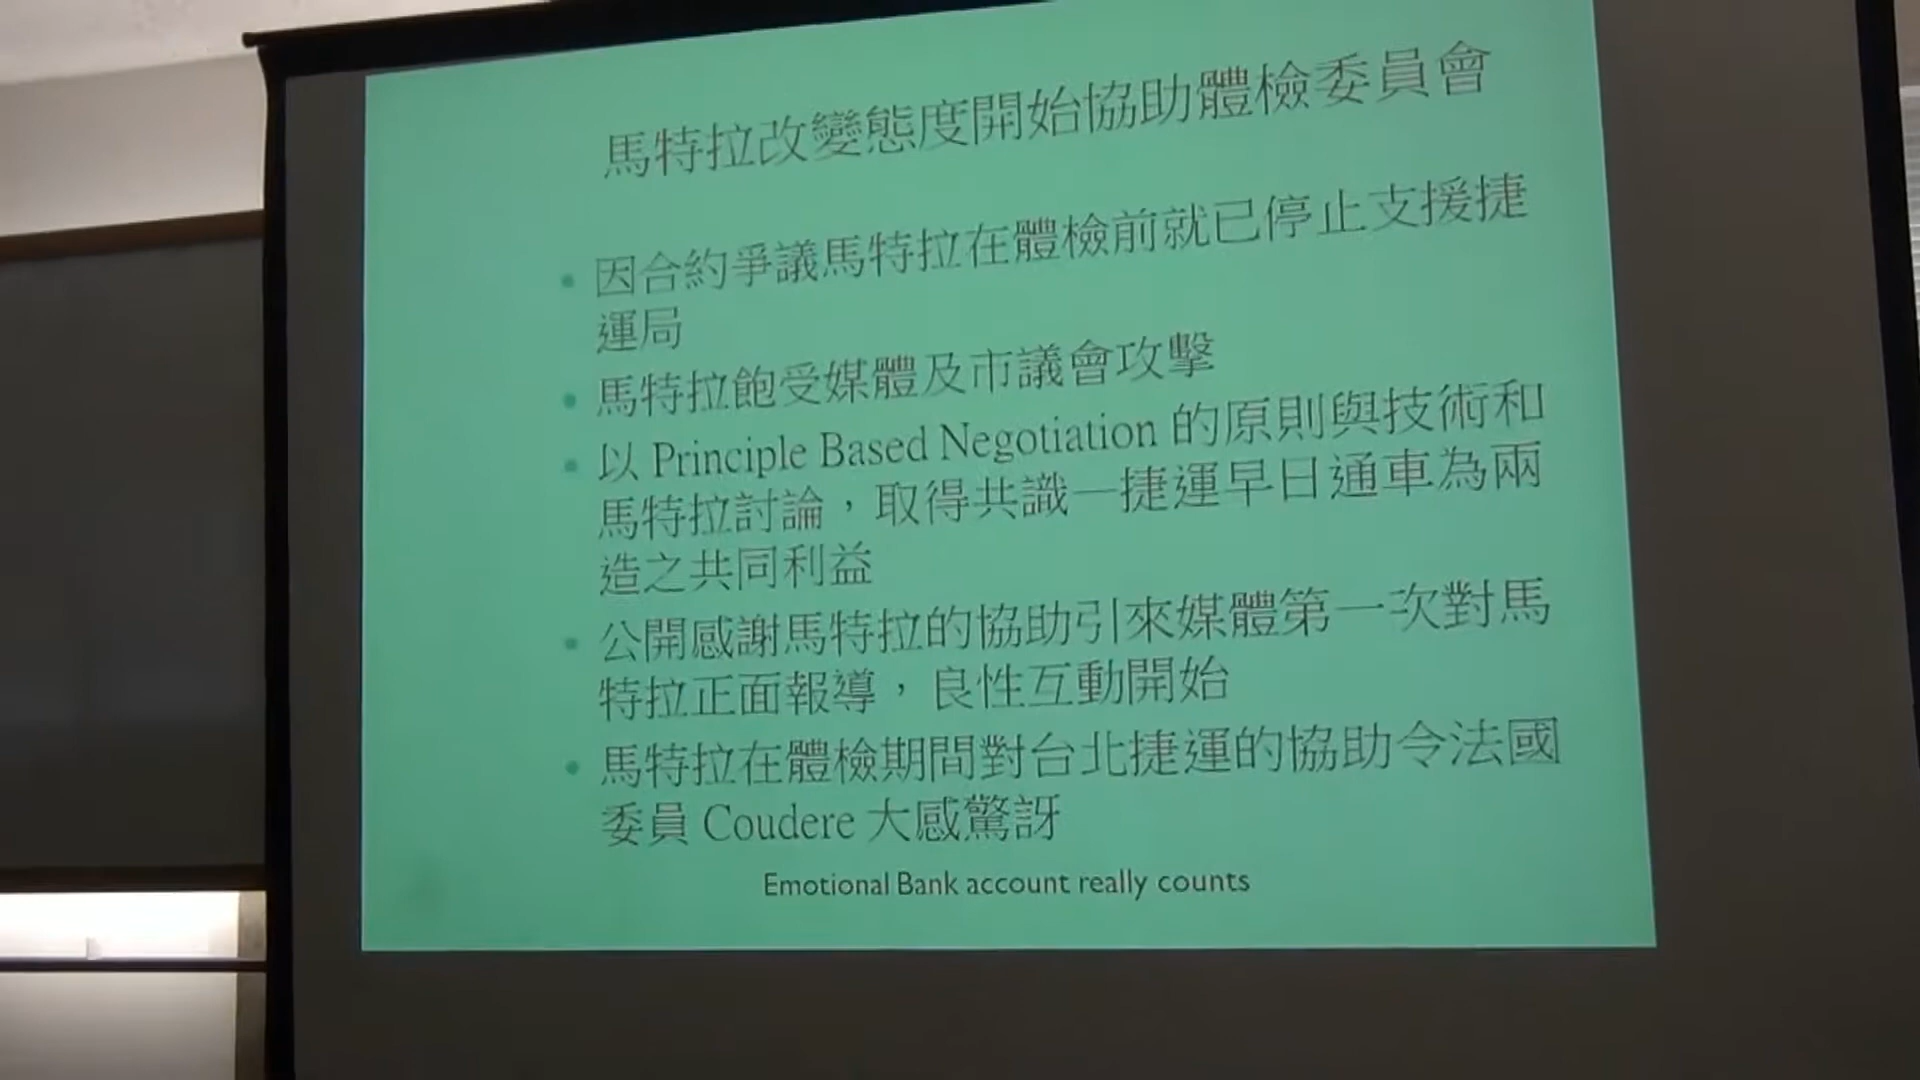 馬特拉改變態度開始協助體檢委員會
• 因合約爭議馬特拉在體檢前就已停止支援捷
運局
• 馬特拉飽受媒體及市議會攻擊
• 以 Principle Based Negotiation 的原則與技術和
馬特拉討論，取得共識—捷運早日通車為兩
造之共同利益
• 公開感謝馬特拉的協助引來媒體第一次對馬
特拉正面報導，良性互動開始
• 馬特拉在體檢期間對台北捷運的協助令法國
委員 Coudere 大感驚訝
Emotional Bank account really counts